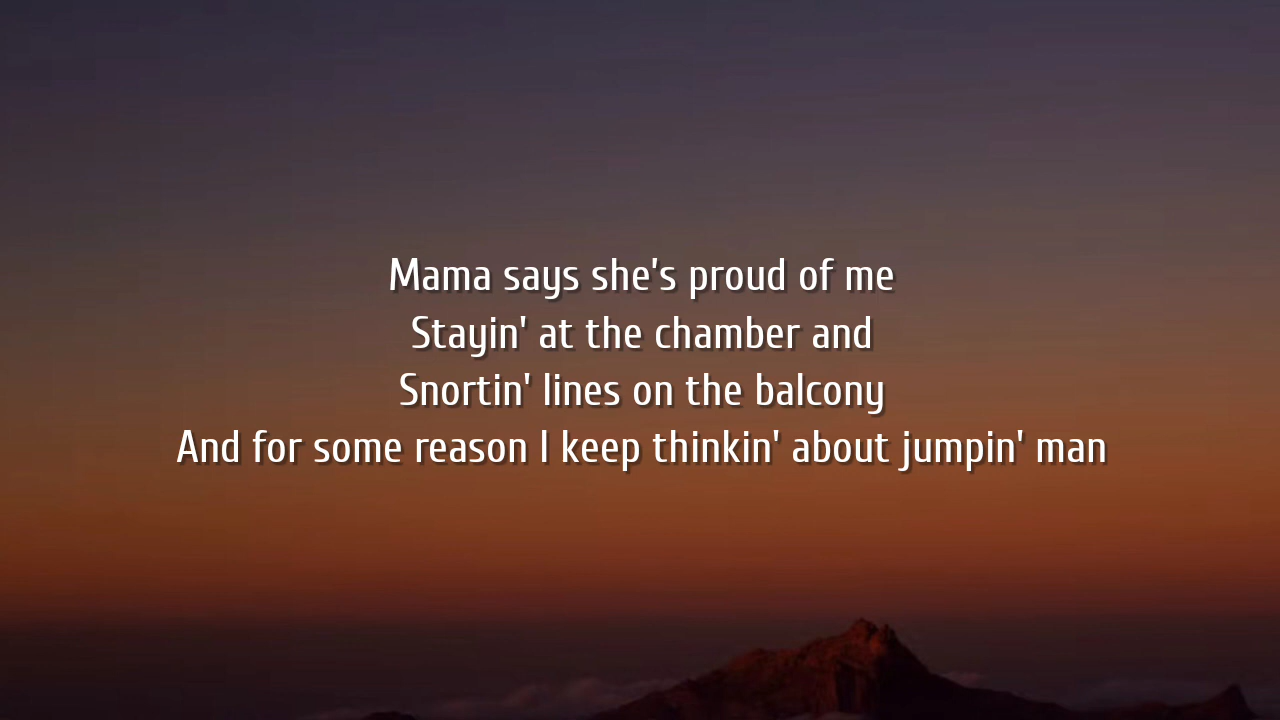 Mama says she's proud of me
Stayin' at the chamber and
Snortin' lines on the balcony
And for some reason I keep thinkin' about jumpin' man